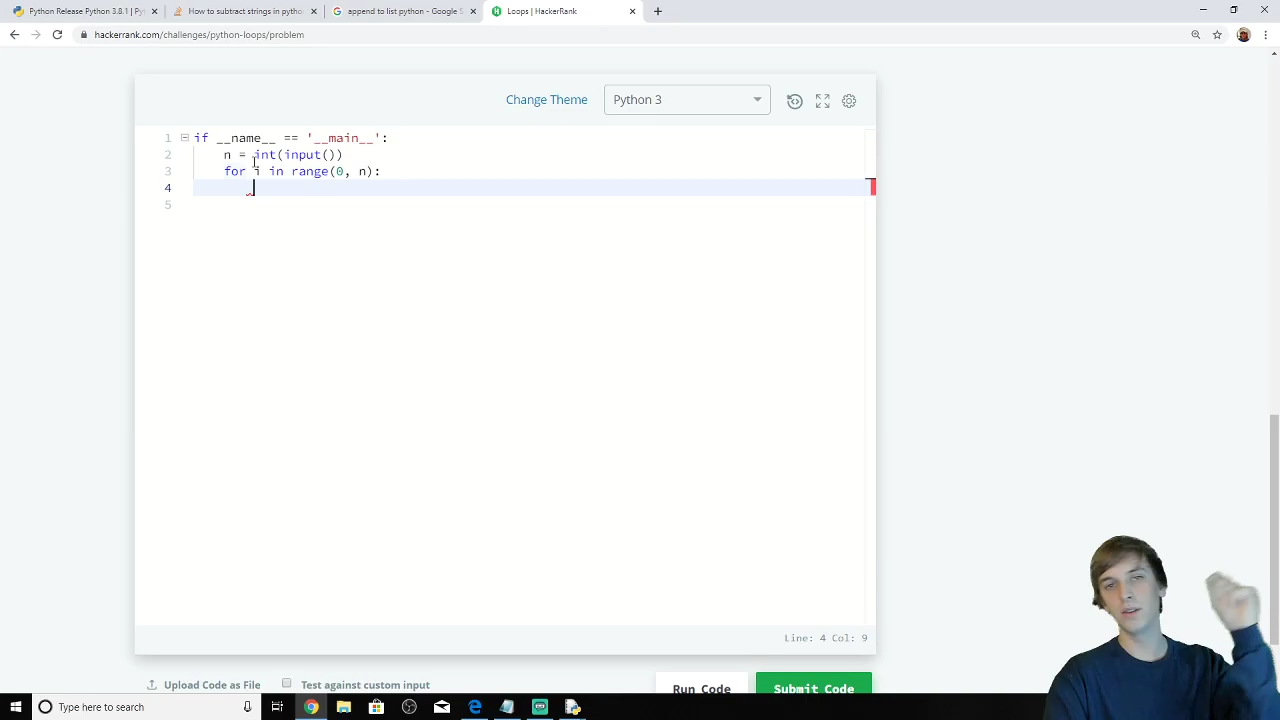 Python Release Python 3.8.1 | Py
How to subtract strings in python
append to list python - Google S
Loops | HackerRank
hackerrank.com/challenges/python-loops/problem
Change Theme
Python 3
1 if __name__ == '__main__':
2 n = int(input())
3 for i in range(0, n):
4
5
Line: 4 Col: 9
Upload Code as File
Test against custom input
Run Code
Submit Code
Type here to search